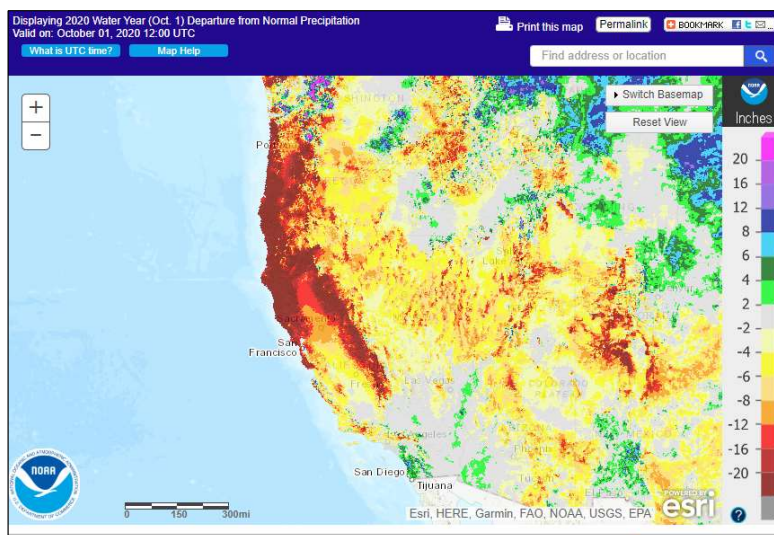 Displaying 2020 Water Year (Oct. 1) Departure from Normal Precipitation
Valid on: October 01, 2020 12:00 UTC
Print this map
Permalink
BOOKMARK
What is UTC time?
Map Help
Find address or location
+
−
Switch Basemap
Reset View
NOAA
Inches
20
16
12
8
6
4
2
-2
-4
-6
-8
-12
-16
-20
Sacramento
San
Francisco
Las Vegas
Los Angeles
Phoenix
San Diego
Tijuana
NOAA
0 150 300mi
POWERED BY
esri
Esri, HERE, Garmin, FAO, NOAA, USGS, EPA